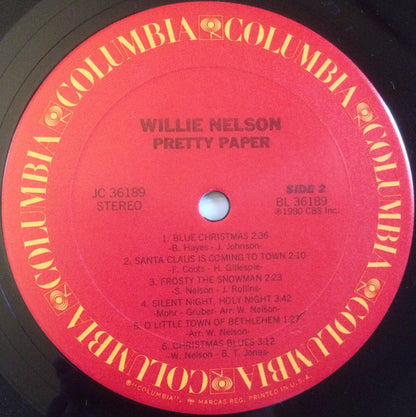 COLUMBIA COLUMBIA COLUMBIA COLUMBIA COLUMBIA COLUMBIA
WILLIE NELSON
PRETTY PAPER
JC 36189
STEREO
SIDE 2
BL 36189
℗1980 CBS Inc.
1. BLUE CHRISTMAS 2:36
-B. Hayes - J. Johnson-
2. SANTA CLAUS IS COMING TO TOWN 2:10
-F. Coots - H. Gillespie-
3. FROSTY THE SNOWMAN 2:23
-S. Nelson - J. Rollins-
4. SILENT NIGHT, HOLY NIGHT 3:42
-Mohr - Gruber- Arr. W. Nelson-
5. O LITTLE TOWN OF BETHLEHEM 1:27
-Arr. W. Nelson-
6. CHRISTMAS BLUES 3:12
-W. Nelson - B. T. Jones-
"COLUMBIA", MARCAS REG. PRINTED IN U.S.A.